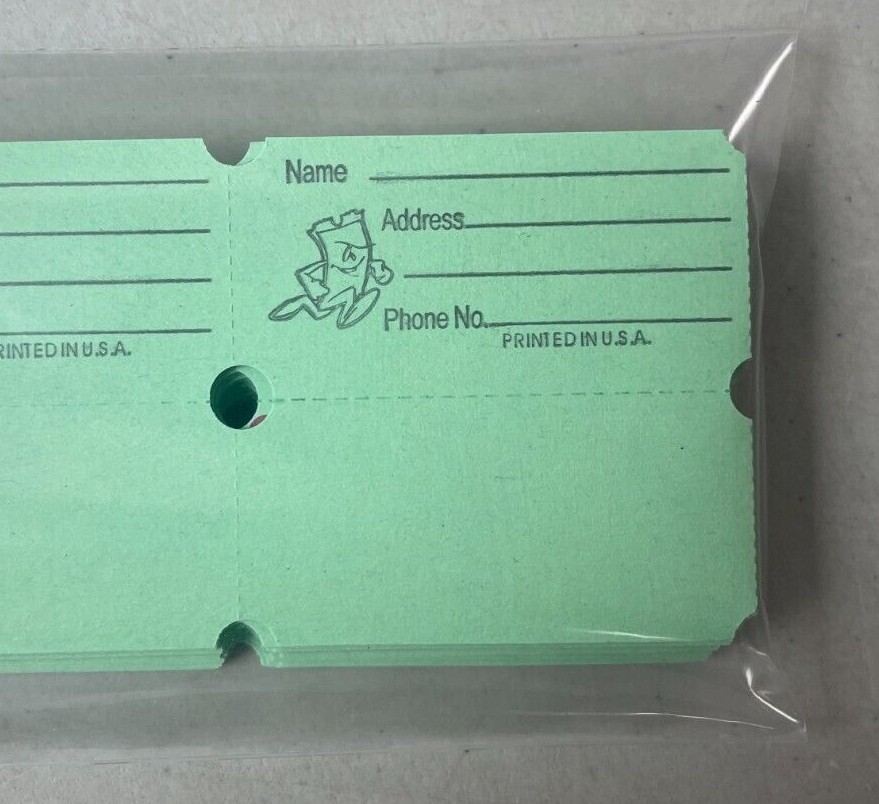 Name
Address
Phone No.
PRINTED IN U.S.A.
RINTED IN U.S.A.